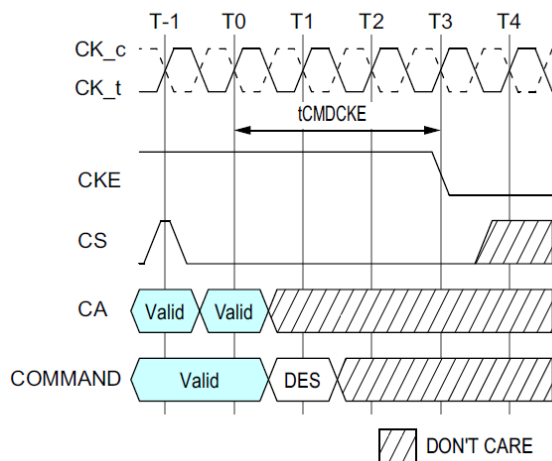 T-1 T0 T1 T2 T3 T4
CK_c
CK_t
tCMDCKE
CKE
CS
CA Valid Valid
COMMAND Valid DES
DON'T CARE